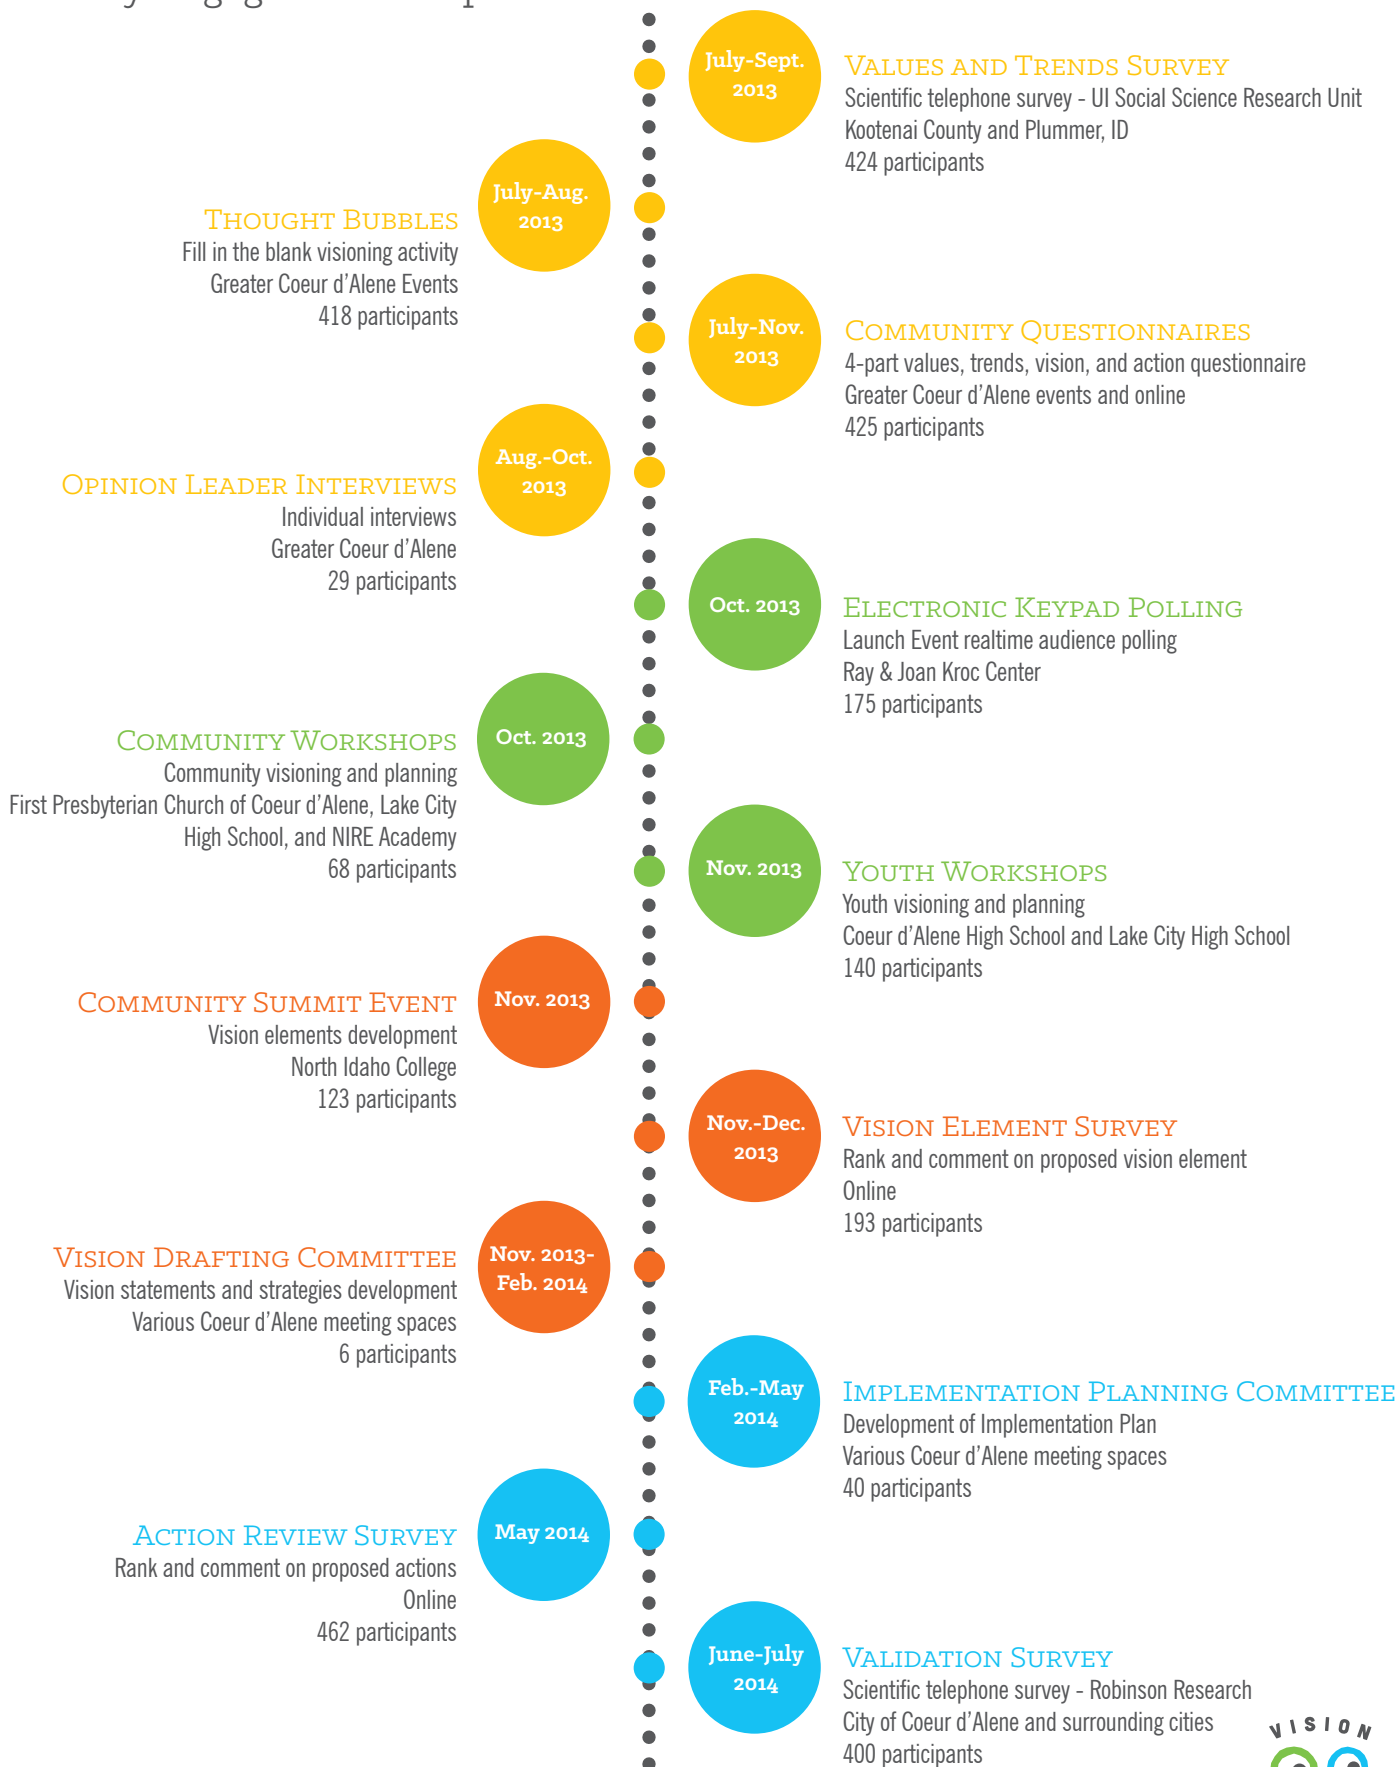 July-Sept.
2013
VALUES AND TRENDS SURVEY
Scientific telephone survey - UI Social Science Research Unit
Kootenai County and Plummer, ID
424 participants
July-Aug.
2013
THOUGHT BUBBLES
Fill in the blank visioning activity
Greater Coeur d'Alene Events
418 participants
July-Nov.
2013
COMMUNITY QUESTIONNAIRES
4-part values, trends, vision, and action questionnaire
Greater Coeur d'Alene events and online
425 participants
Aug.-Oct.
2013
OPINION LEADER INTERVIEWS
Individual interviews
Greater Coeur d'Alene
29 participants
Oct. 2013
ELECTRONIC KEYPAD POLLING
Launch Event realtime audience polling
Ray & Joan Kroc Center
175 participants
Oct. 2013
COMMUNITY WORKSHOPS
Community visioning and planning
First Presbyterian Church of Coeur d'Alene, Lake City
High School, and NIRE Academy
68 participants
Nov. 2013
YOUTH WORKSHOPS
Youth visioning and planning
Coeur d'Alene High School and Lake City High School
140 participants
Nov. 2013
COMMUNITY SUMMIT EVENT
Vision elements development
North Idaho College
123 participants
Nov.-Dec.
2013
VISION ELEMENT SURVEY
Rank and comment on proposed vision element
Online
193 participants
Nov. 2013-
Feb. 2014
VISION DRAFTING COMMITTEE
Vision statements and strategies development
Various Coeur d'Alene meeting spaces
6 participants
Feb.-May
2014
IMPLEMENTATION PLANNING COMMITTEE
Development of Implementation Plan
Various Coeur d'Alene meeting spaces
40 participants
May 2014
ACTION REVIEW SURVEY
Rank and comment on proposed actions
Online
462 participants
June-July
2014
VALIDATION SURVEY
Scientific telephone survey - Robinson Research
City of Coeur d'Alene and surrounding cities
400 participants
VISION